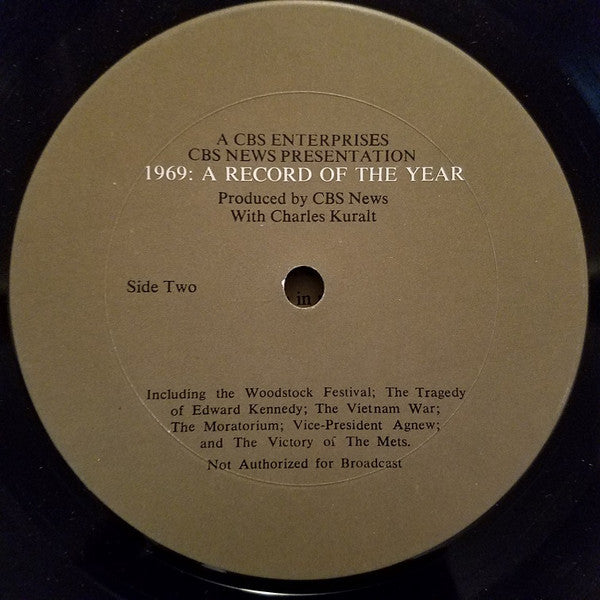 A CBS ENTERPRISES
CBS NEWS PRESENTATION
1969: A RECORD OF THE YEAR
Produced by CBS News
With Charles Kuralt
Side Two
in
Including the Woodstock Festival; The Tragedy
of Edward Kennedy; The Vietnam War;
The Moratorium; Vice-President Agnew;
and The Victory of The Mets.
Not Authorized for Broadcast